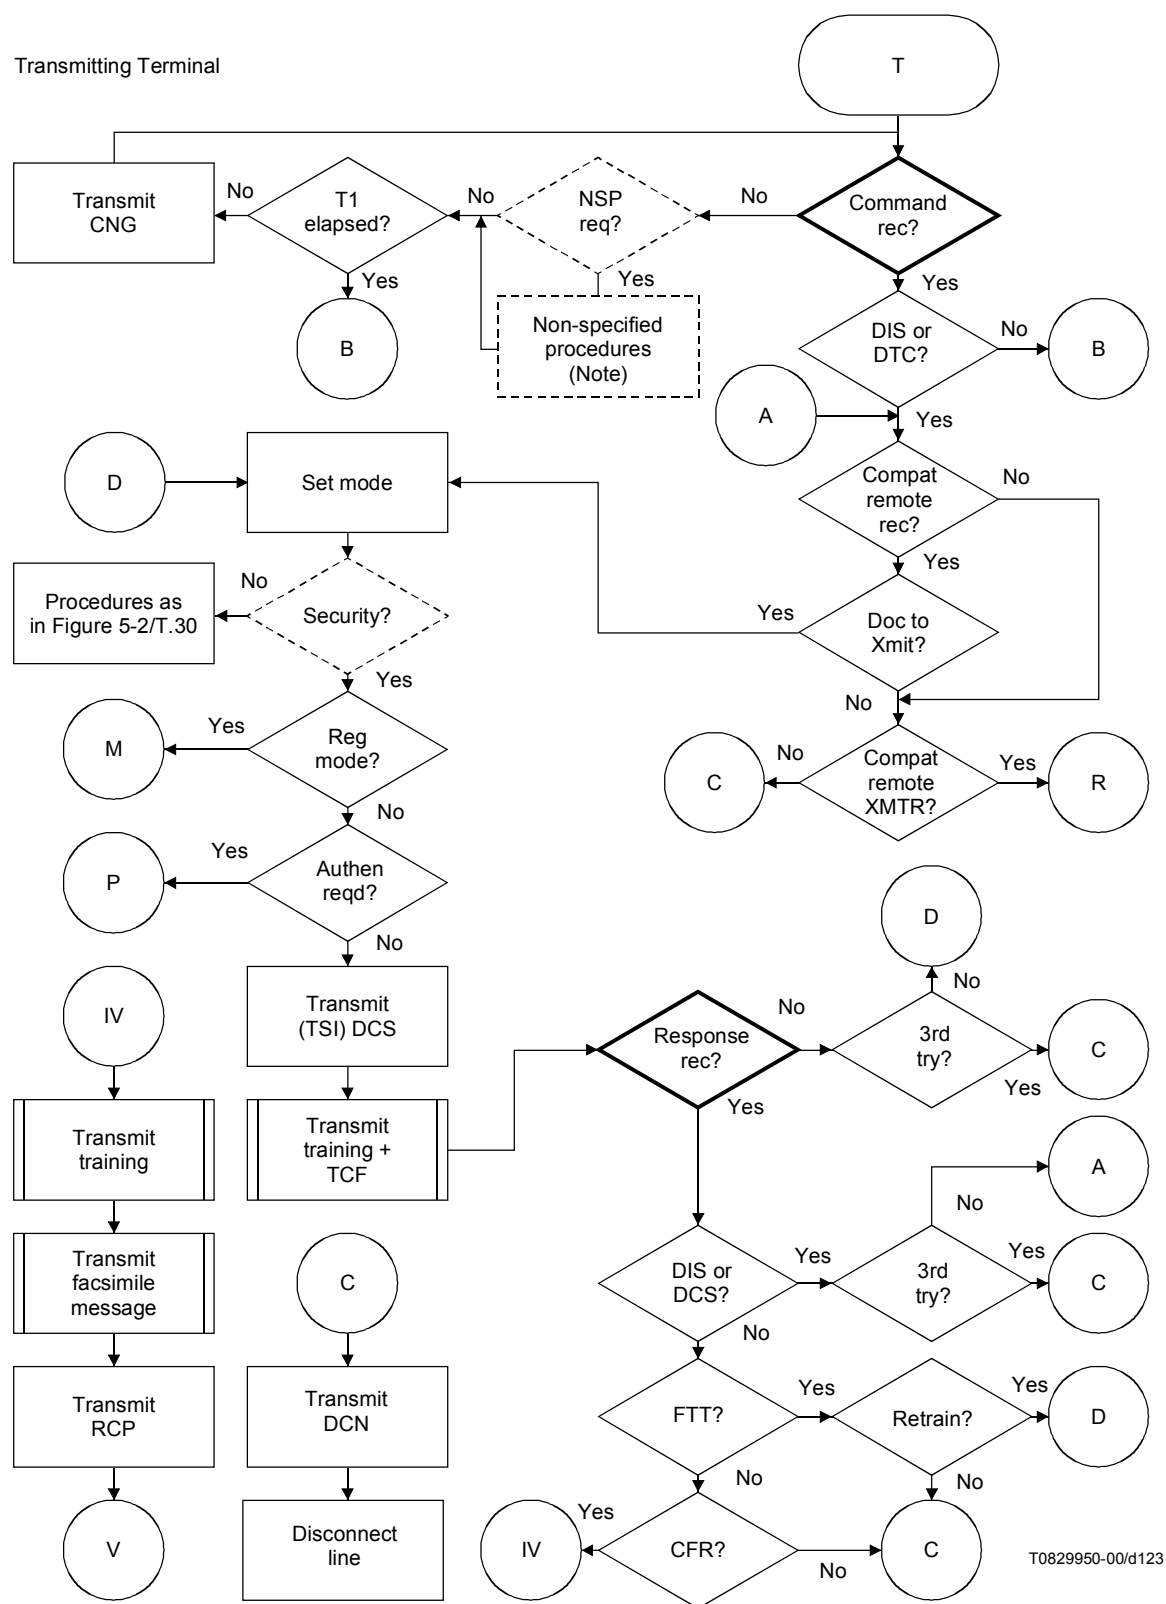 Transmitting Terminal
T
Transmit
CNG
No
T1
elapsed?
No
NSP
req?
No
Command
rec?
Yes
Yes
Yes
B
Non-specified
procedures
(Note)
DIS or
DTC?
No
B
A
Yes
D
Set mode
Compat
remote
rec?
No
Yes
No
Procedures as
in Figure 5-2/T.30
Security?
Yes
Doc to
Xmit?
Yes
No
M
Yes
Reg
mode?
C
No
Compat
remote
XMTR?
Yes
R
No
P
Yes
Authen
reqd?
D
No
No
IV
Transmit
(TSI) DCS
Response
rec?
No
3rd
try?
C
Yes
Yes
Transmit
training
Transmit
training +
TCF
A
No
Transmit
facsimile
message
C
DIS or
DCS?
Yes
3rd
try?
Yes
C
No
Transmit
RCP
Transmit
DCN
FTT?
Yes
Retrain?
Yes
D
No
No
V
Disconnect
line
IV
Yes
CFR?
No
C
T0829950-00/d123